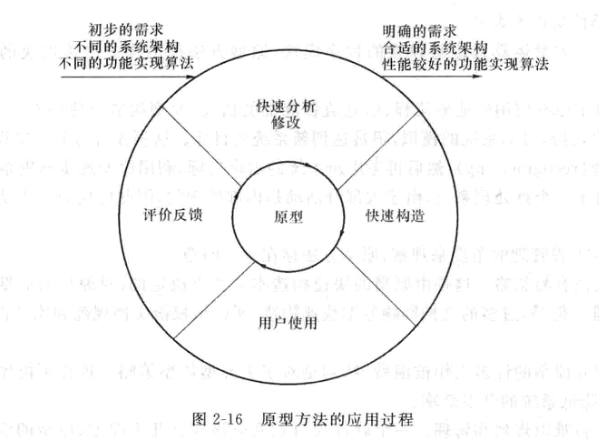 初步的需求
不同的系统架构
不同的功能实现算法
明确的需求
合适的系统架构
性能较好的功能实现算法
快速分析
修改
评价反馈
原型
快速构造
用户使用
图 2-16 原型方法的应用过程